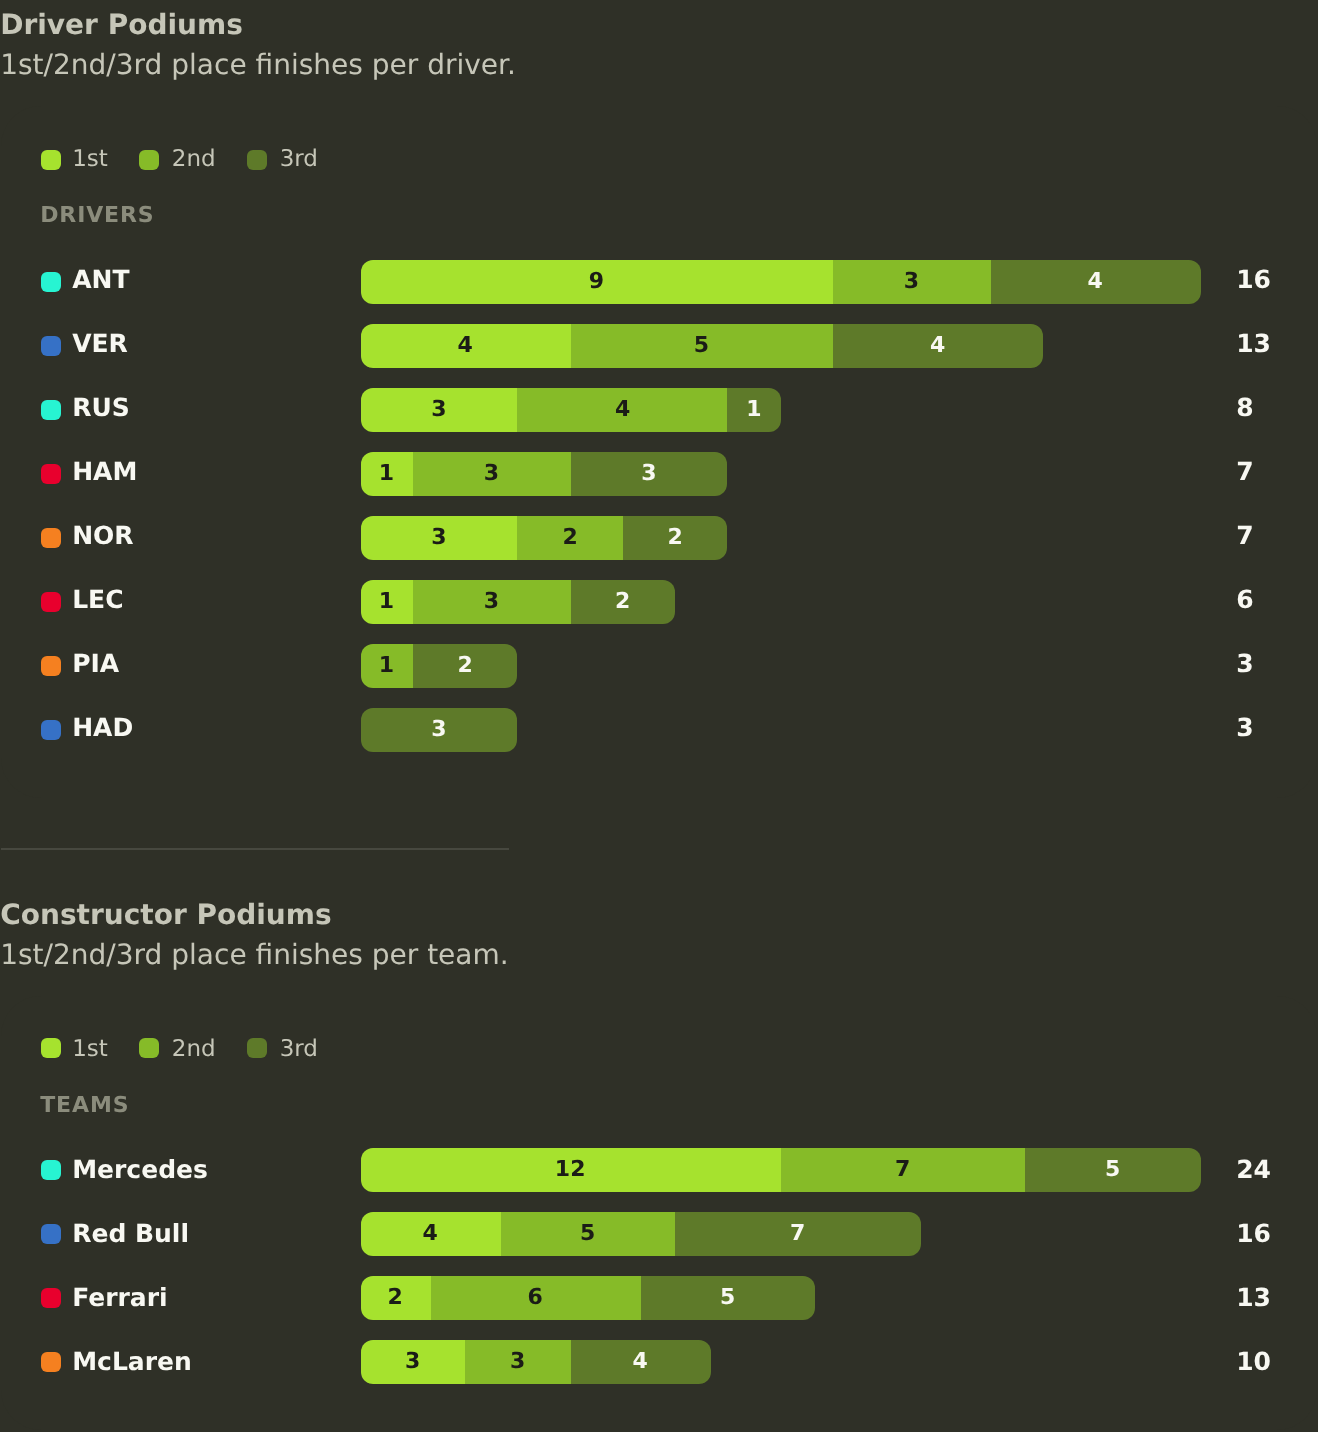 Driver Podiums
1st/2nd/3rd place finishes per driver.
1st 2nd 3rd
DRIVERS
ANT 9 3 4 16
VER 4 5 4 13
RUS 3 4 1 8
HAM 1 3 3 7
NOR 3 2 2 7
LEC 1 3 2 6
PIA 1 2 3
HAD 3 3
Constructor Podiums
1st/2nd/3rd place finishes per team.
1st 2nd 3rd
TEAMS
Mercedes 12 7 5 24
Red Bull 4 5 7 16
Ferrari 2 6 5 13
McLaren 3 3 4 10